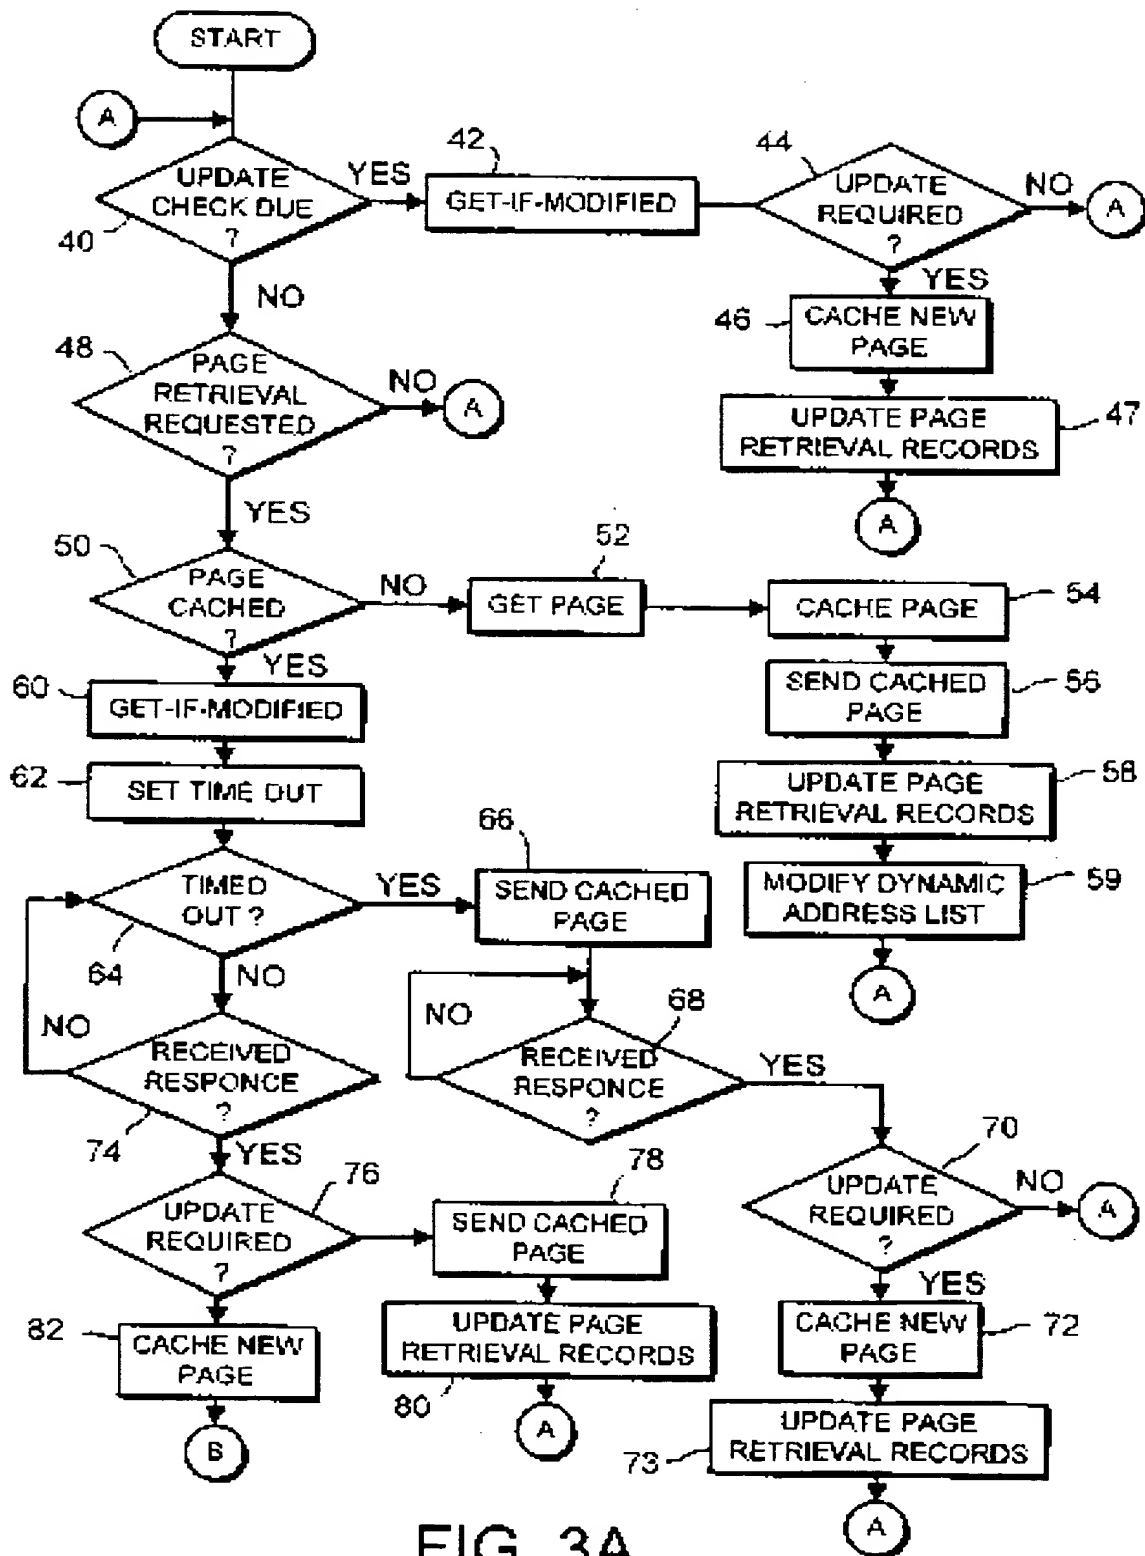 START
A
UPDATE
CHECK DUE
?
40
YES
42
GET-IF-MODIFIED
44
UPDATE
REQUIRED
?
NO
A
YES
46
CACHE NEW
PAGE
UPDATE PAGE
RETRIEVAL RECORDS
47
A
NO
48
PAGE
RETRIEVAL
REQUESTED
?
NO
A
YES
50
PAGE
CACHED
?
NO
52
GET PAGE
CACHE PAGE
54
SEND CACHED
PAGE
56
UPDATE PAGE
RETRIEVAL RECORDS
58
MODIFY DYNAMIC
ADDRESS LIST
59
A
YES
60
GET-IF-MODIFIED
62
SET TIME OUT
TIMED
OUT ?
64
YES
66
SEND CACHED
PAGE
NO
NO
RECEIVED
RESPONCE
?
74
NO
68
RECEIVED
RESPONCE
?
YES
70
UPDATE
REQUIRED
?
NO
A
YES
CACHE NEW
PAGE
72
UPDATE PAGE
RETRIEVAL RECORDS
73
A
YES
76
UPDATE
REQUIRED
?
78
SEND CACHED
PAGE
UPDATE PAGE
RETRIEVAL RECORDS
80
A
82
CACHE NEW
PAGE
B
FIG. 3A